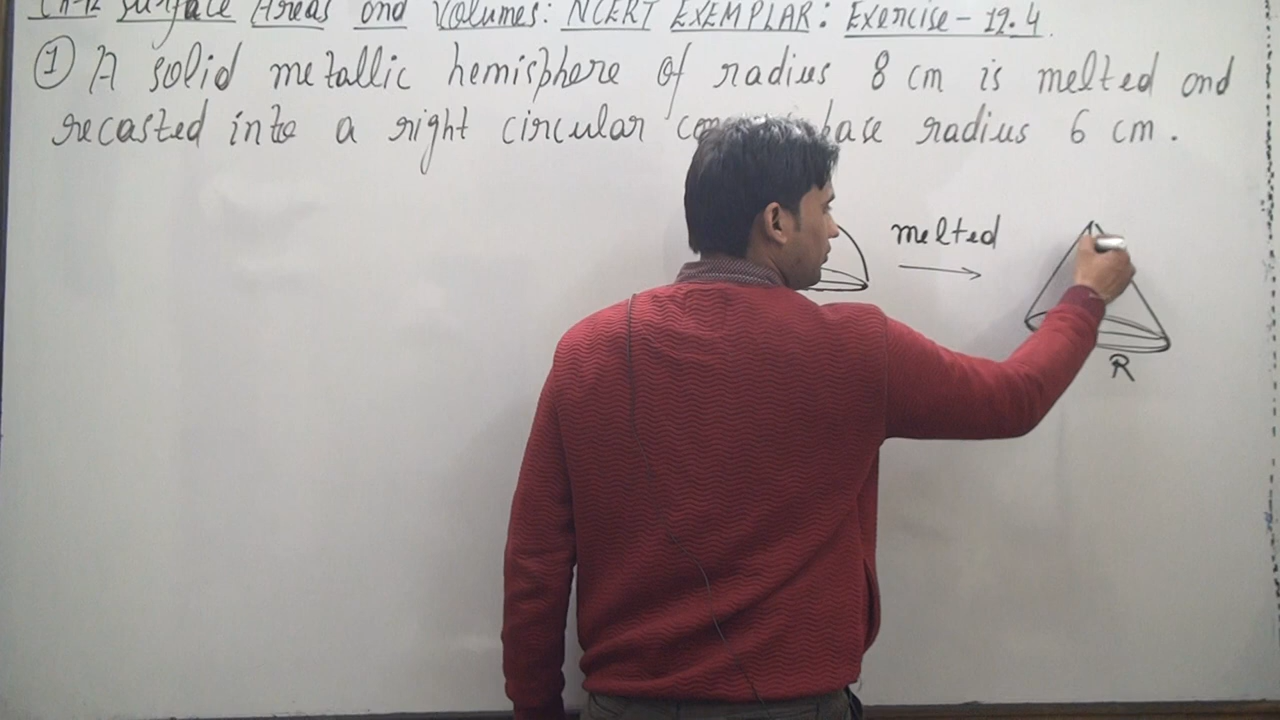 Surface Areas and Volumes: NCERT EXEMPLAR: Exercise-12.4
① A solid metallic hemisphere of radius 8 cm is melted and
recasted into a right circular base radius 6 cm.
melted
R